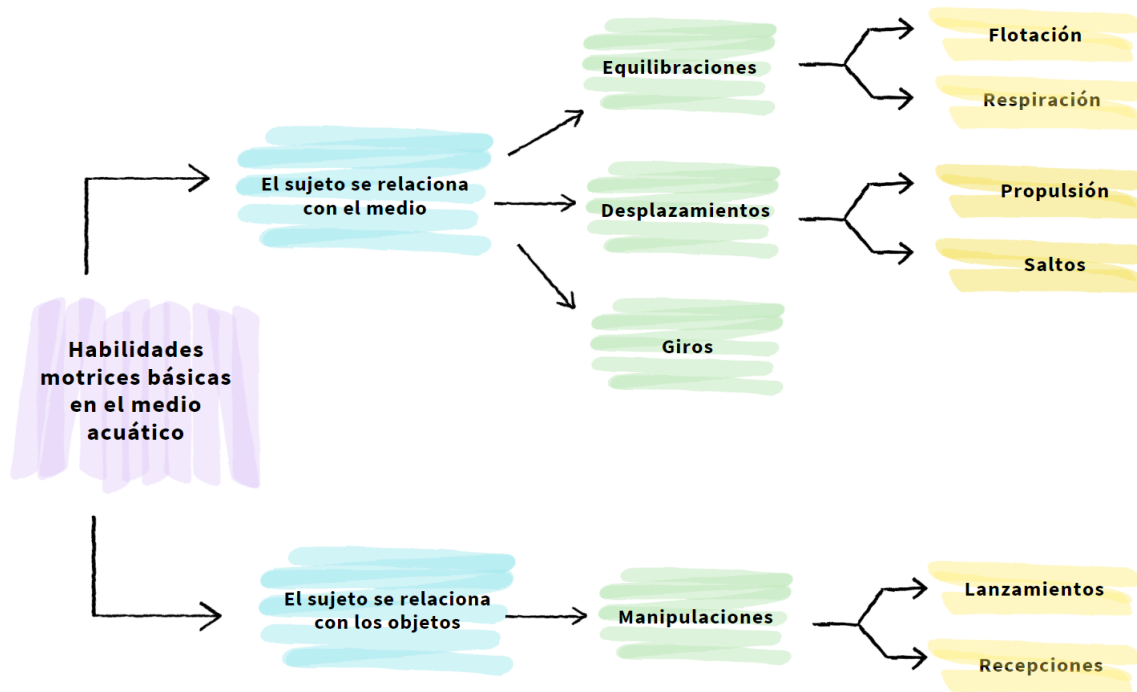 Habilidades
motrices básicas
en el medio
acuático
El sujeto se relaciona
con el medio
Equilibraciones
Flotación
Respiración
Desplazamientos
Propulsión
Saltos
Giros
El sujeto se relaciona
con los objetos
Manipulaciones
Lanzamientos
Recepciones